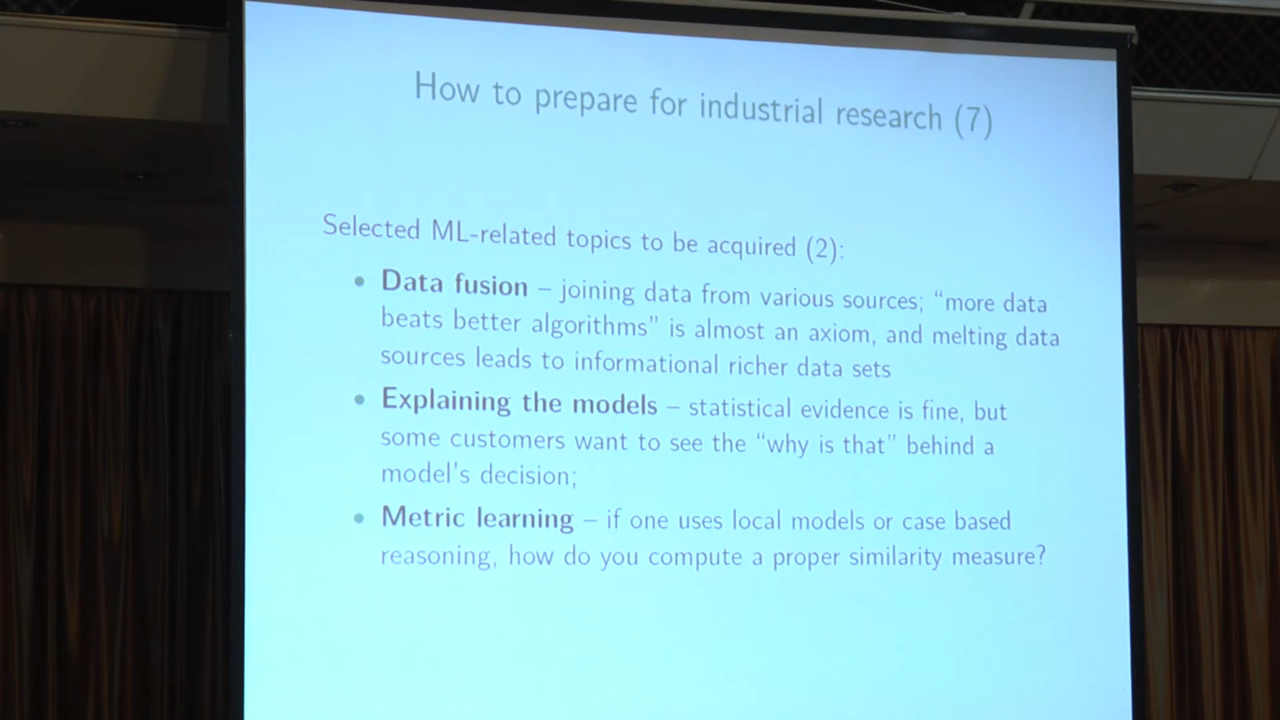 How to prepare for industrial research (7)
Selected ML-related topics to be acquired (2):
• Data fusion – joining data from various sources; “more data
beats better algorithms” is almost an axiom, and melting data
sources leads to informational richer data sets
• Explaining the models – statistical evidence is fine, but
some customers want to see the “why is that” behind a
model's decision;
• Metric learning – if one uses local models or case based
reasoning, how do you compute a proper similarity measure?